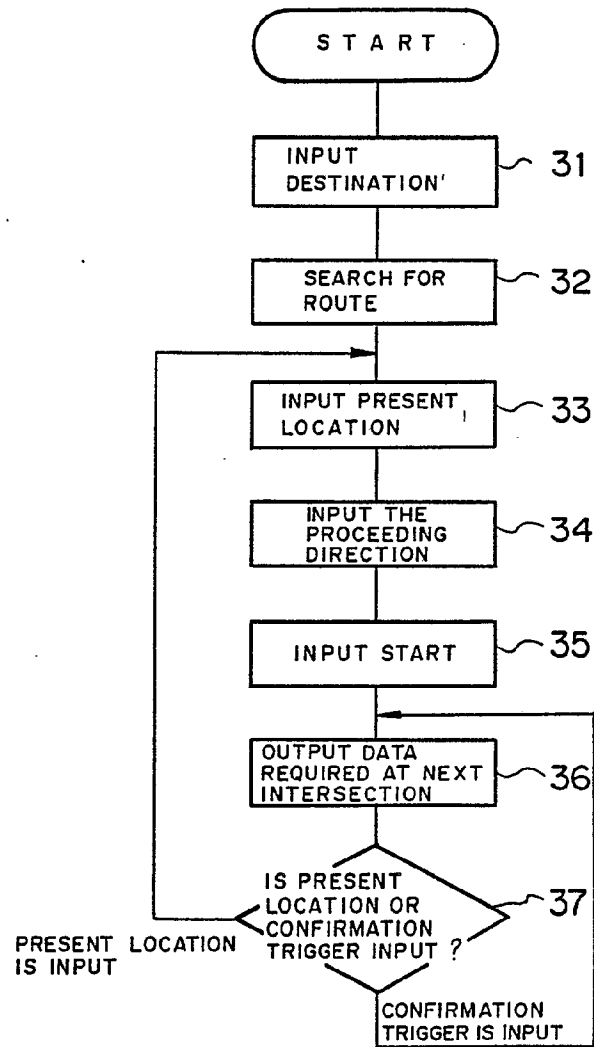 START
INPUT
DESTINATION
31
SEARCH FOR
ROUTE
32
INPUT PRESENT
LOCATION
33
INPUT THE
PROCEEDING
DIRECTION
34
INPUT START
35
OUTPUT DATA
REQUIRED AT NEXT
INTERSECTION
36
IS PRESENT
LOCATION OR
CONFIRMATION
TRIGGER INPUT ?
37
PRESENT LOCATION
IS INPUT
CONFIRMATION
TRIGGER IS INPUT